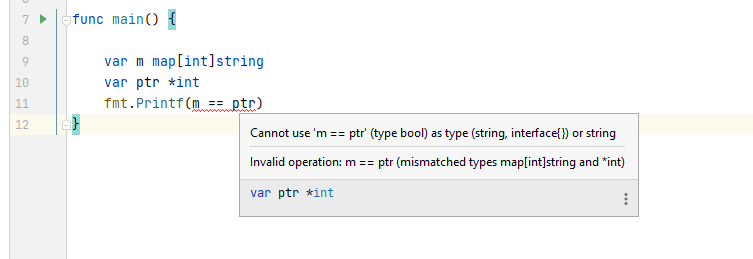 7 func main() {
8
9 var m map[int]string
10 var ptr *int
11 fmt.Printf(m == ptr)
12 }
Cannot use 'm == ptr' (type bool) as type (string, interface{}) or string
Invalid operation: m == ptr (mismatched types map[int]string and *int)
var ptr *int